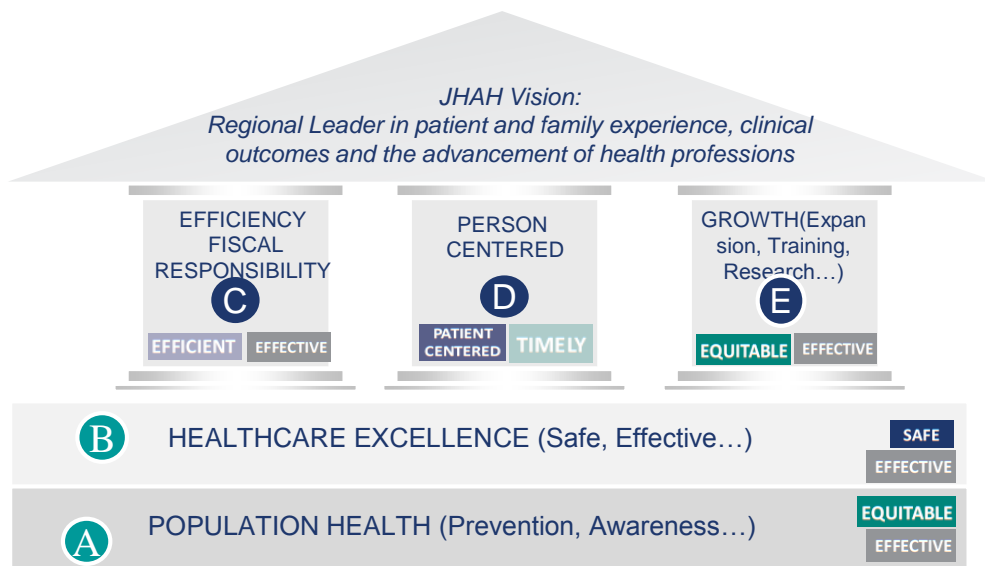 JHAH Vision:
Regional Leader in patient and family experience, clinical
outcomes and the advancement of health professions
EFFICIENCY
FISCAL
RESPONSIBILITY
C
EFFICIENT
EFFECTIVE
PERSON
CENTERED
D
PATIENT
CENTERED
TIMELY
GROWTH(Expan
sion, Training,
Research…)
E
EQUITABLE
EFFECTIVE
B
HEALTHCARE EXCELLENCE (Safe, Effective…)
SAFE
EFFECTIVE
A
POPULATION HEALTH (Prevention, Awareness…)
EQUITABLE
EFFECTIVE